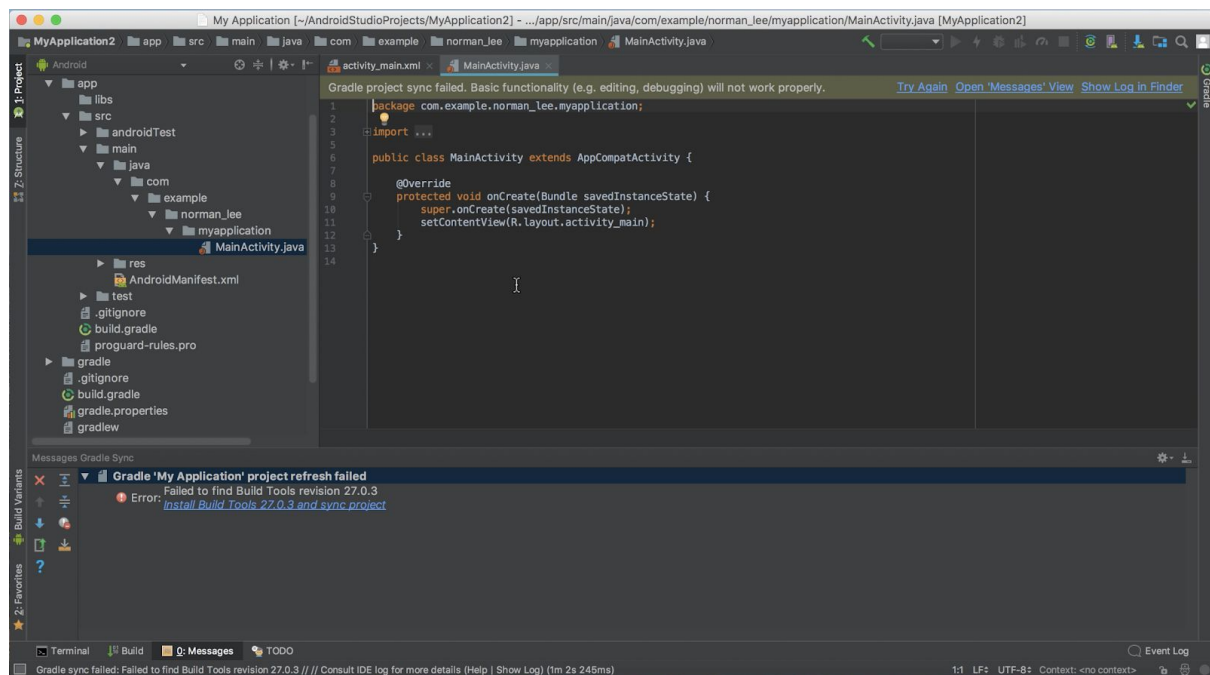 My Application [~/AndroidStudioProjects/MyApplication2] - .../app/src/main/java/com/example/norman_lee/myapplication/MainActivity.java [MyApplication2]
MyApplication2 app src main java com example norman_lee myapplication MainActivity.java
1: Project
Android
activity_main.xml
MainActivity.java
Gradle
app
libs
src
androidTest
main
java
com
example
norman_lee
myapplication
MainActivity.java
res
AndroidManifest.xml
test
.gitignore
build.gradle
proguard-rules.pro
gradle
.gitignore
build.gradle
gradle.properties
gradlew
Z: Structure
Gradle project sync failed. Basic functionality (e.g. editing, debugging) will not work properly. Try Again Open 'Messages' View Show Log in Finder
1 package com.example.norman_lee.myapplication;
2
3 import ...
5
6 public class MainActivity extends AppCompatActivity {
7
8 @Override
9 protected void onCreate(Bundle savedInstanceState) {
10 super.onCreate(savedInstanceState);
11 setContentView(R.layout.activity_main);
12 }
13 }
14
Messages Gradle Sync
Gradle 'My Application' project refresh failed
Error: Failed to find Build Tools revision 27.0.3
Install Build Tools 27.0.3 and sync project
Build Variants
2: Favorites
Terminal Build 0: Messages TODO Event Log
Gradle sync failed: Failed to find Build Tools revision 27.0.3 // // Consult IDE log for more details (Help | Show Log) (1m 2s 245ms) 1:1 LF÷ UTF-8÷ Context: <no context>